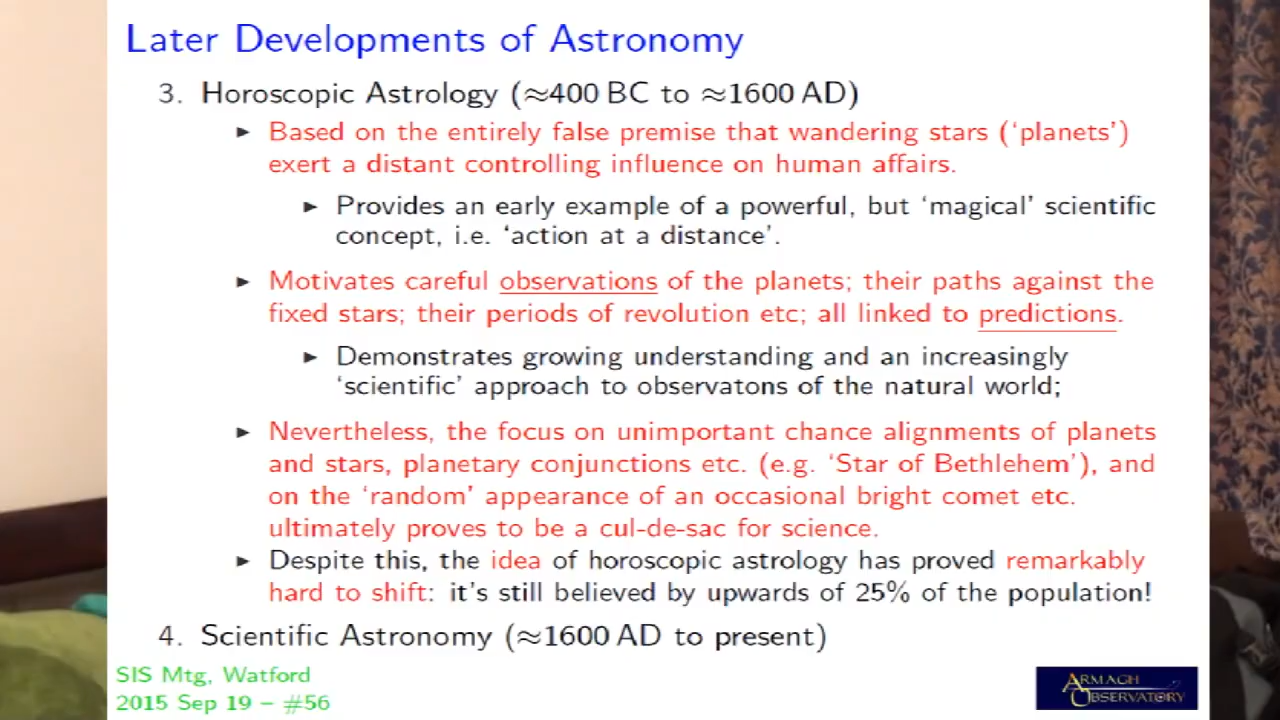 Later Developments of Astronomy
3. Horoscopic Astrology (≈400 BC to ≈1600 AD)
► Based on the entirely false premise that wandering stars (‘planets’)
exert a distant controlling influence on human affairs.
► Provides an early example of a powerful, but ‘magical’ scientific
concept, i.e. ‘action at a distance’.
► Motivates careful observations of the planets; their paths against the
fixed stars; their periods of revolution etc; all linked to predictions.
► Demonstrates growing understanding and an increasingly
‘scientific’ approach to observatons of the natural world;
► Nevertheless, the focus on unimportant chance alignments of planets
and stars, planetary conjunctions etc. (e.g. ‘Star of Bethlehem’), and
on the ‘random’ appearance of an occasional bright comet etc.
ultimately proves to be a cul-de-sac for science.
► Despite this, the idea of horoscopic astrology has proved remarkably
hard to shift: it's still believed by upwards of 25% of the population!
4. Scientific Astronomy (≈1600 AD to present)
SIS Mtg, Watford
2015 Sep 19 – #56
ARMAGH
OBSERVATORY